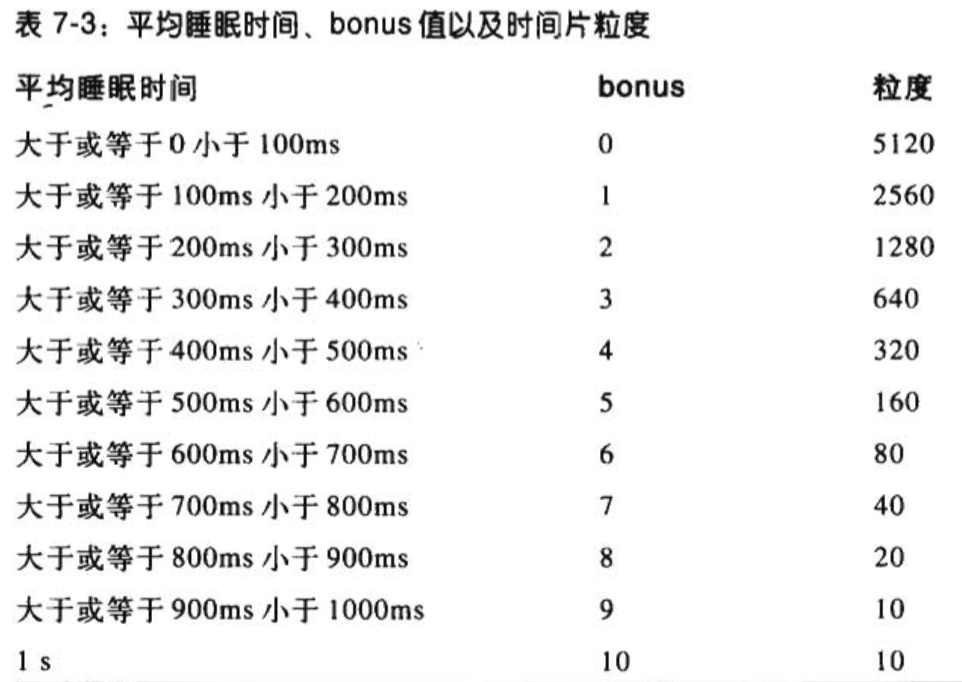 表 7-3：平均睡眠时间、bonus 值以及时间片粒度
平均睡眠时间 bonus 粒度
大于或等于 0 小于 100ms 0 5120
大于或等于 100ms 小于 200ms 1 2560
大于或等于 200ms 小于 300ms 2 1280
大于或等于 300ms 小于 400ms 3 640
大于或等于 400ms 小于 500ms 4 320
大于或等于 500ms 小于 600ms 5 160
大于或等于 600ms 小于 700ms 6 80
大于或等于 700ms 小于 800ms 7 40
大于或等于 800ms 小于 900ms 8 20
大于或等于 900ms 小于 1000ms 9 10
1 s 10 10